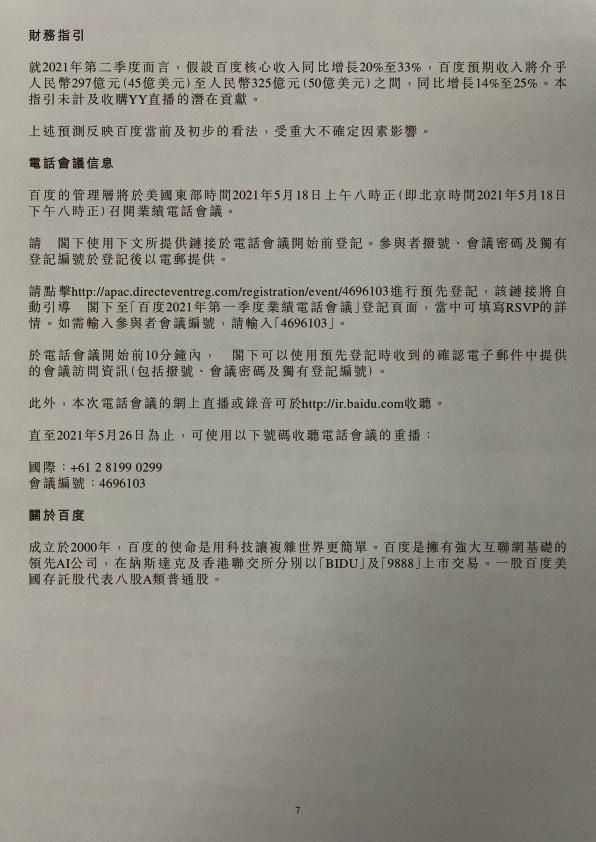 財務指引
就2021年第二季度而言，假設百度核心收入同比增長20%至33%，百度預期收入將介乎
人民幣297億元(45億美元)至人民幣325億元(50億美元)之間，同比增長14%至25%。本
指引未計及收購YY直播的潛在貢獻。
上述預測反映百度當前及初步的看法，受重大不確定因素影響。
電話會議信息
百度的管理層將於美國東部時間2021年5月18日上午八時正(即北京時間2021年5月18日
下午八時正)召開業績電話會議。
請　閣下使用下文所提供鏈接於電話會議開始前登記。參與者撥號、會議密碼及獨有
登記編號於登記後以電郵提供。
請點擊http://apac.directeventreg.com/registration/event/4696103進行預先登記，該鏈接將自
動引導　閣下至「百度2021年第一季度業績電話會議」登記頁面，當中可填寫RSVP的詳
情。如需輸入參與者會議編號，請輸入「4696103」。
於電話會議開始前10分鐘內，　閣下可以使用預先登記時收到的確認電子郵件中提供
的會議訪問資訊(包括撥號、會議密碼及獨有登記編號)。
此外，本次電話會議的網上直播或錄音可於http://ir.baidu.com收聽。
直至2021年5月26日為止，可使用以下號碼收聽電話會議的重播：
國際：+61 2 8199 0299
會議編號：4696103
關於百度
成立於2000年，百度的使命是用科技讓複雜世界更簡單。百度是擁有強大互聯網基礎的
領先AI公司，在納斯達克及香港聯交所分別以「BIDU」及「9888」上市交易。一股百度美
國存託股代表八股A類普通股。
7